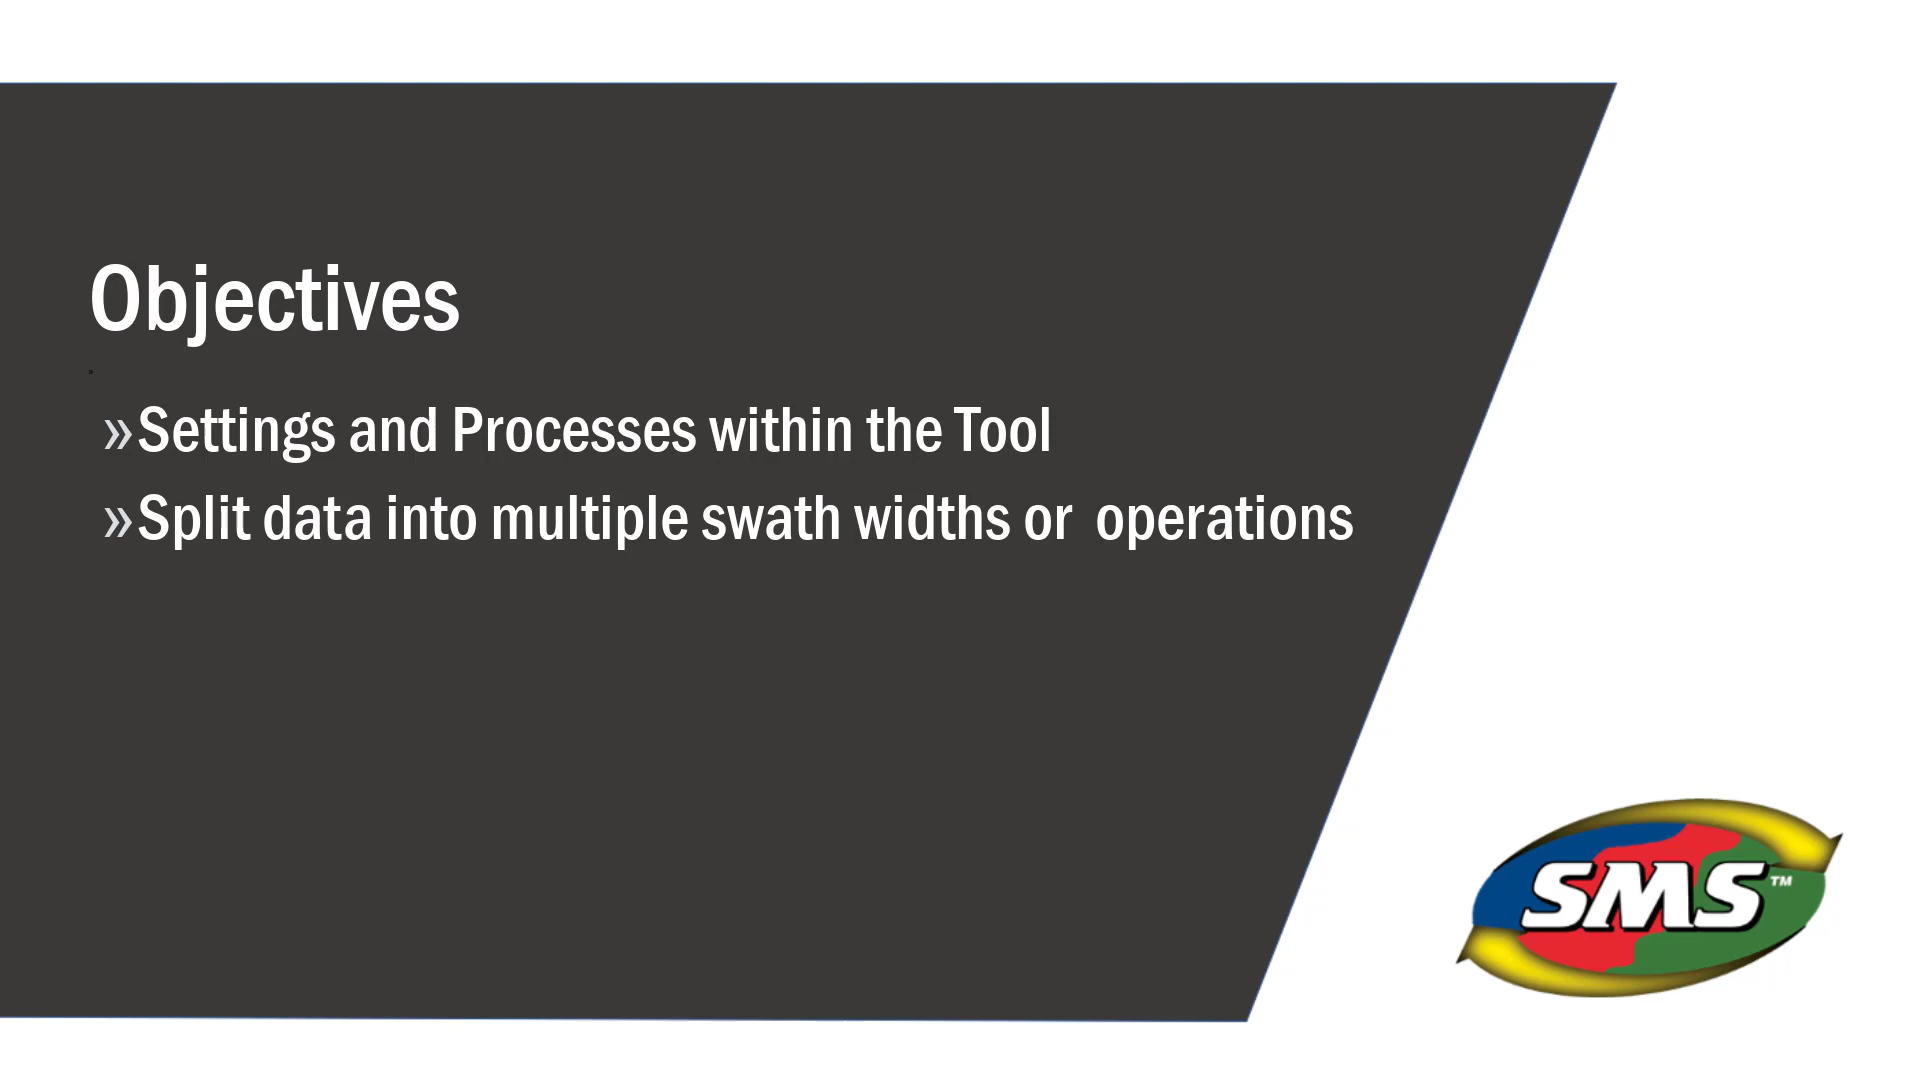 Objectives
»Settings and Processes within the Tool
»Split data into multiple swath widths or  operations
SMS™